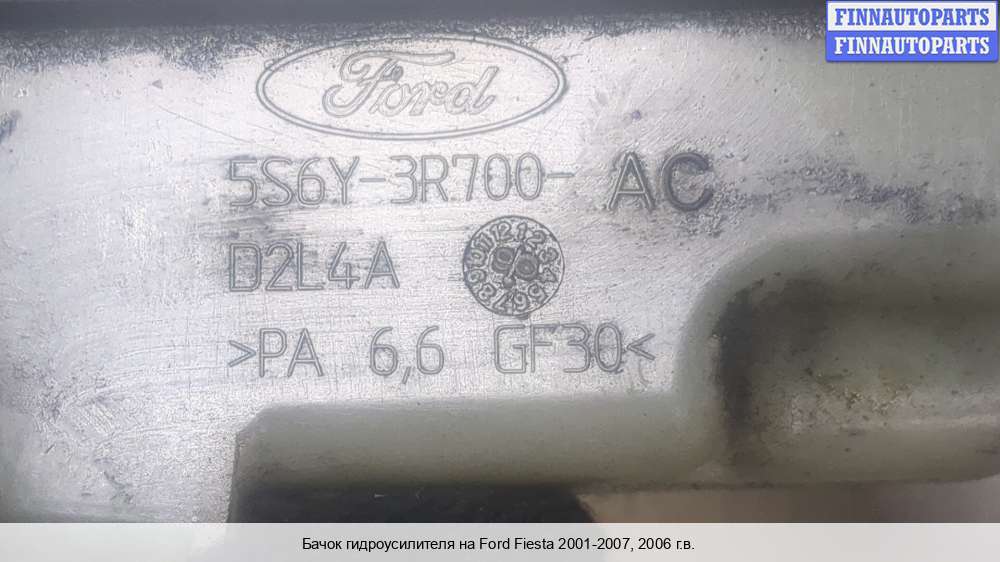 FINNAUTOPARTS
FINNAUTOPARTS
Ford
5S6Y-3R700- AC
D2L4A
>PA 6,6 GF30<
Бачок гидроусилителя на Ford Fiesta 2001-2007, 2006 г.в.